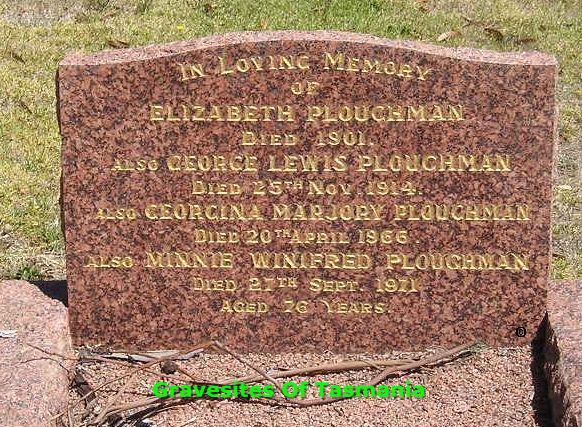 In Loving Memory
OF
ELIZABETH PLOUGHMAN
DIED 1901.
ALSO GEORGE LEWIS PLOUGHMAN
DIED 25TH NOV. 1914.
ALSO GEORGINA MARJORY PLOUGHMAN
DIED 20TH APRIL 1966.
ALSO MINNIE WINIFRED PLOUGHMAN
DIED 27TH SEPT. 1971
AGED 76 YEARS.
Gravesites Of Tasmania